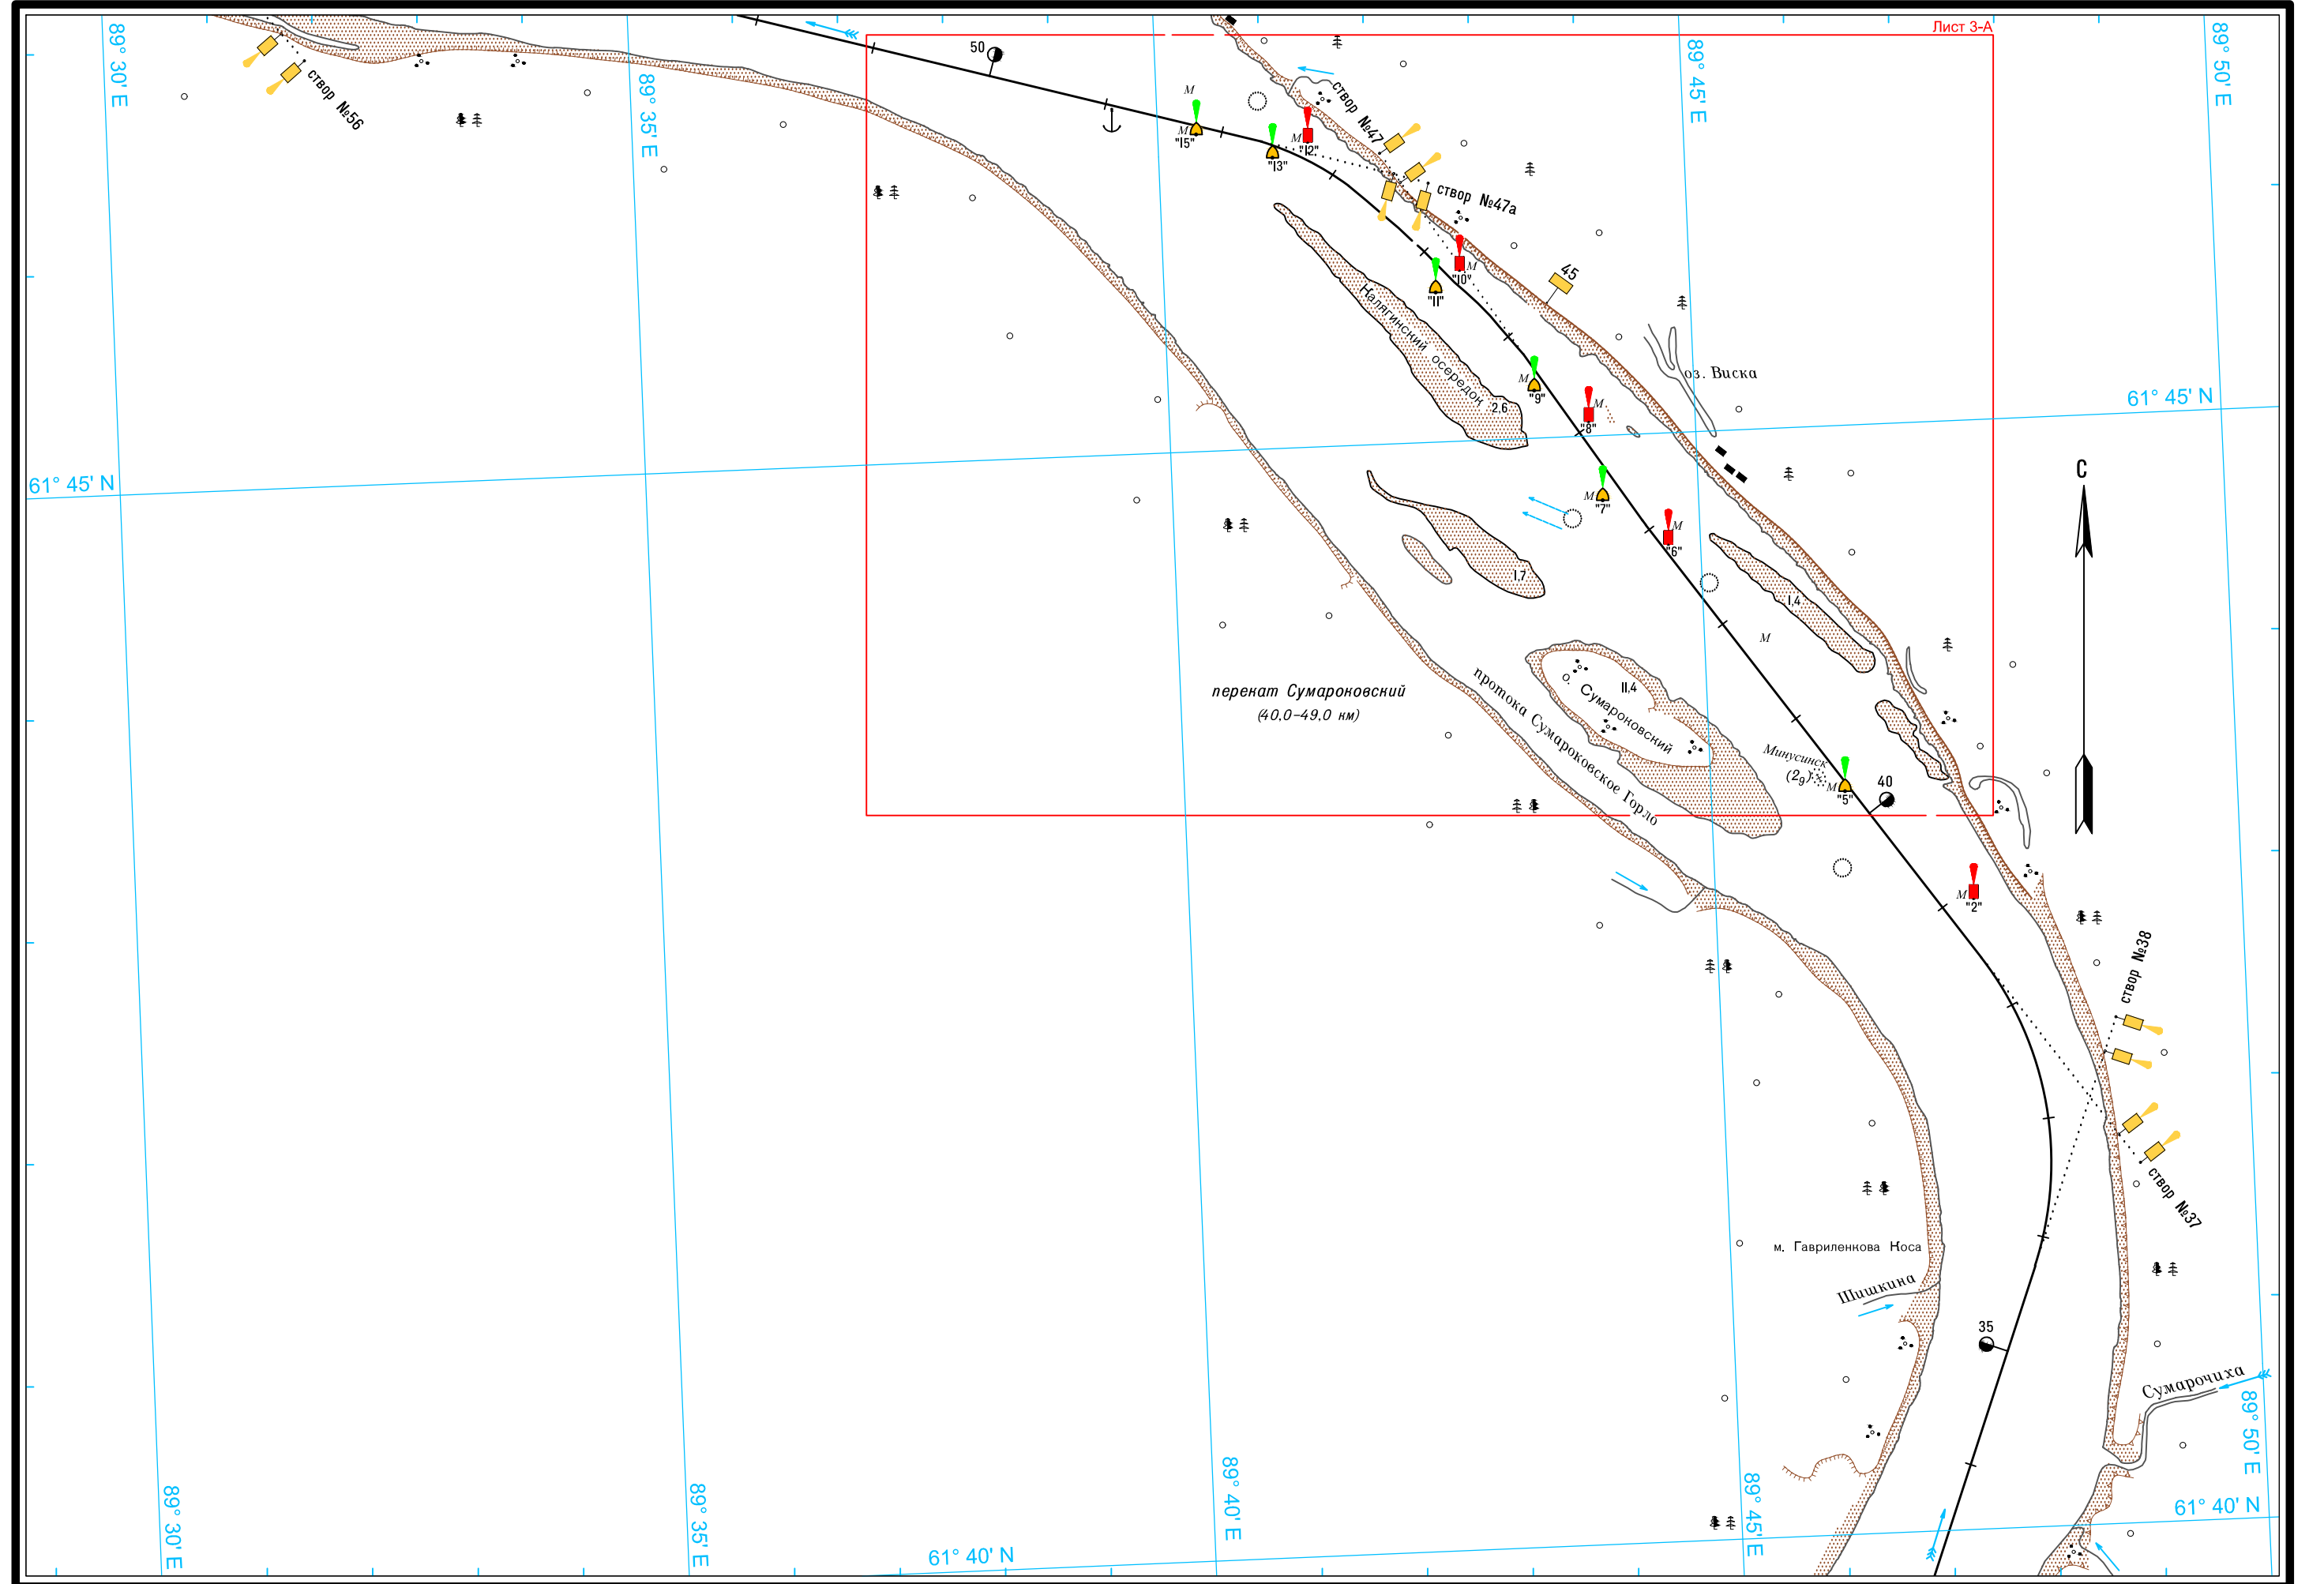 Лист 3-А
89° 30' E
89° 35' E
89° 45' E
89° 50' E
створ №56
50
створ №47
М
М
"15"
"13"
М
"12"
створ №47а
М
"10"
"11"
45
Налягинский осередок
2,6
оз. Виска
61° 45' N
61° 45' N
М
"9"
М
"8"
С
М
"7"
М
"6"
1,7
1,4
М
перекат Сумароковский
(40,0-49,0 км)
протока Сумароковское Горло
о. Сумароковский
11,4
Минусинск
(2₉)
М
"5"
40
М
"2"
створ №38
створ №37
м. Гавриленкова Коса
Шишкина
35
Сумарочиха
89° 30' E
89° 35' E
89° 40' E
89° 45' E
89° 50' E
61° 40' N
61° 40' N